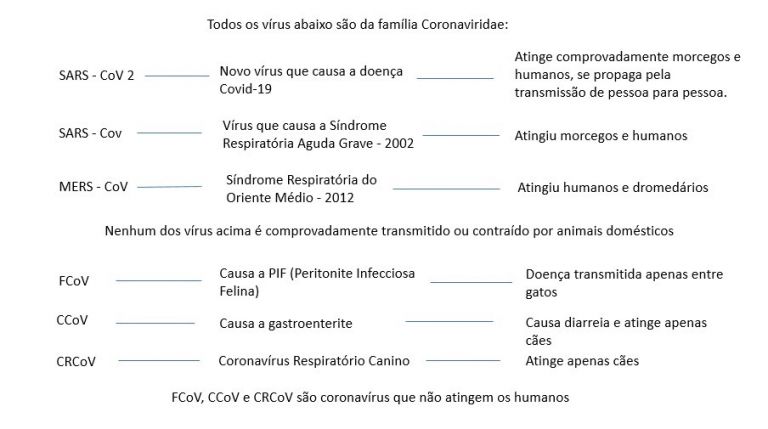 Todos os vírus abaixo são da família Coronaviridae:
SARS - CoV 2
Novo vírus que causa a doença
Covid-19
Atinge comprovadamente morcegos e
humanos, se propaga pela
transmissão de pessoa para pessoa.
SARS - Cov
Vírus que causa a Síndrome
Respiratória Aguda Grave - 2002
Atingiu morcegos e humanos
MERS - CoV
Síndrome Respiratória do
Oriente Médio - 2012
Atingiu humanos e dromedários
Nenhum dos vírus acima é comprovadamente transmitido ou contraído por animais domésticos
FCoV
Causa a PIF (Peritonite Infecciosa
Felina)
Doença transmitida apenas entre
gatos
CCoV
Causa a gastroenterite
Causa diarreia e atinge apenas
cães
CRCoV
Coronavírus Respiratório Canino
Atinge apenas cães
FCoV, CCoV e CRCoV são coronavírus que não atingem os humanos